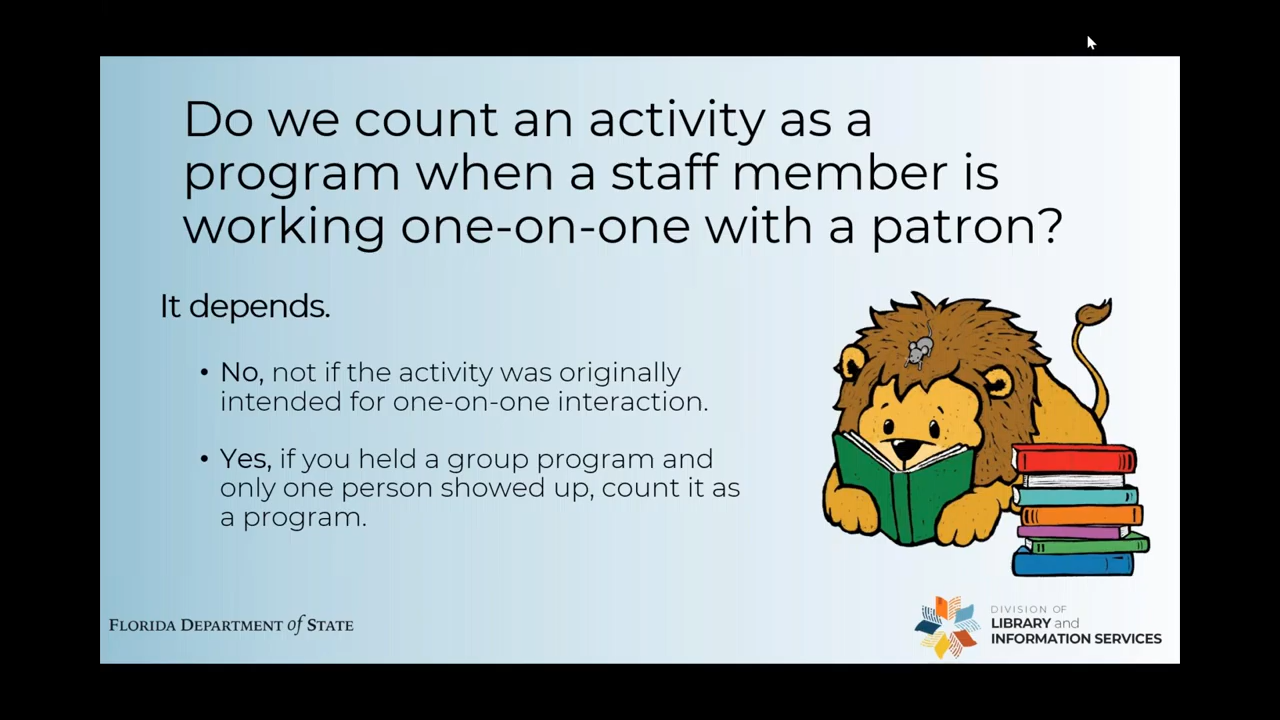 Do we count an activity as a
program when a staff member is
working one-on-one with a patron?
It depends.
• No, not if the activity was originally
intended for one-on-one interaction.
• Yes, if you held a group program and
only one person showed up, count it as
a program.
FLORIDA DEPARTMENT of STATE
DIVISION OF
LIBRARY and
INFORMATION SERVICES